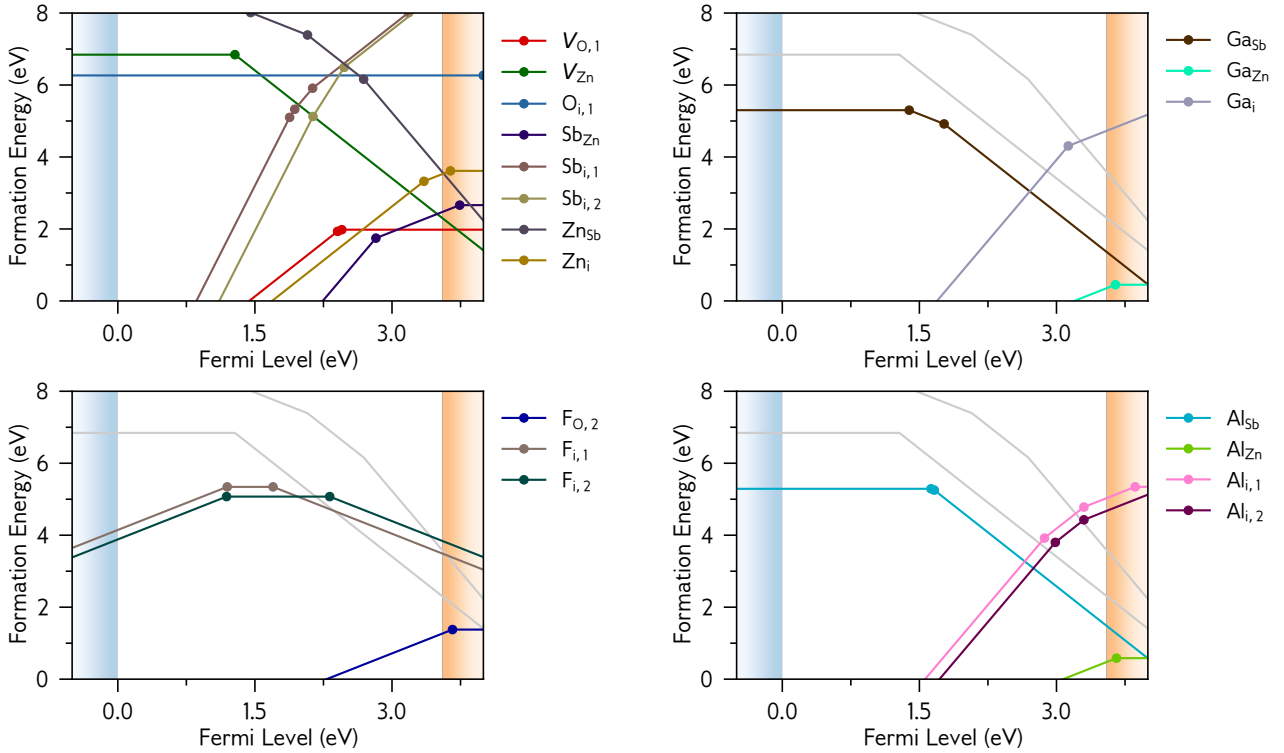 Formation Energy (eV)
8
6
4
2
0
0.0 1.5 3.0
Fermi Level (eV)
V_O,1
V_Zn
O_i,1
Sb_Zn
Sb_i,1
Sb_i,2
Zn_Sb
Zn_i
Formation Energy (eV)
8
6
4
2
0
0.0 1.5 3.0
Fermi Level (eV)
Ga_Sb
Ga_Zn
Ga_i
Formation Energy (eV)
8
6
4
2
0
0.0 1.5 3.0
Fermi Level (eV)
F_O,2
F_i,1
F_i,2
Formation Energy (eV)
8
6
4
2
0
0.0 1.5 3.0
Fermi Level (eV)
Al_Sb
Al_Zn
Al_i,1
Al_i,2